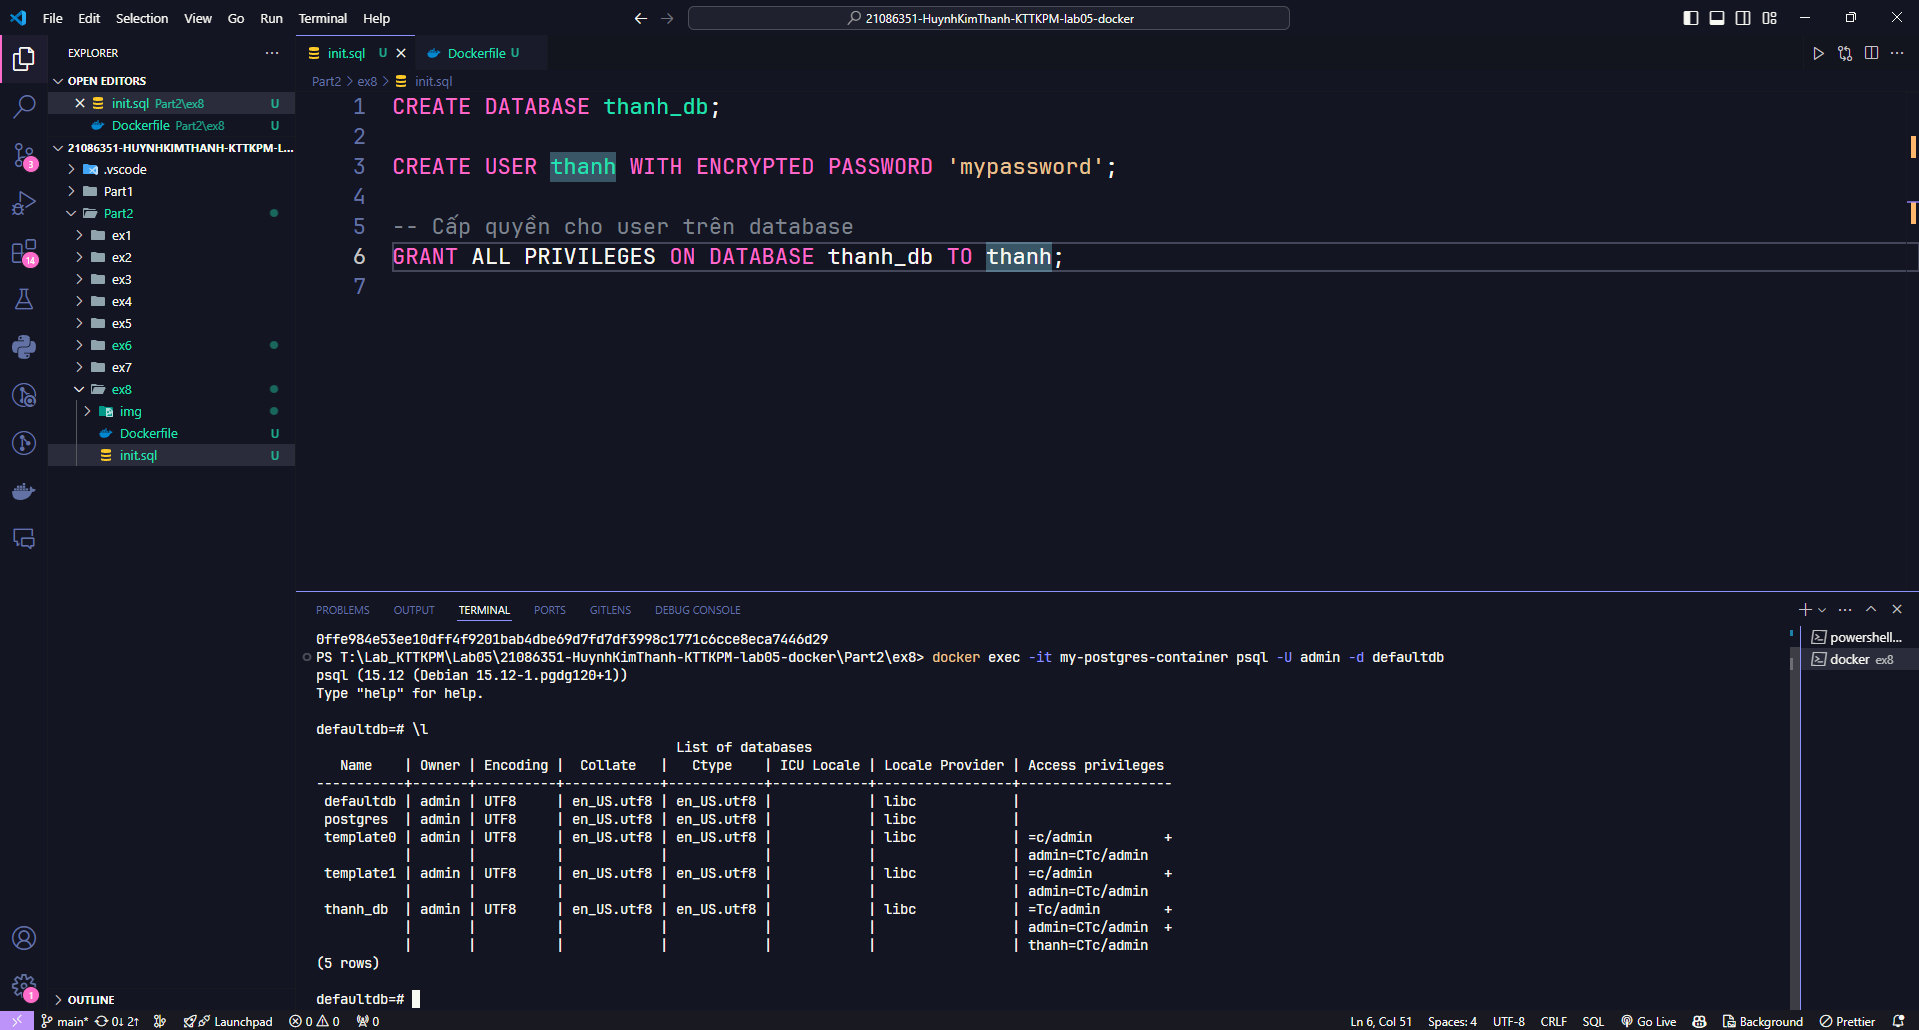 File Edit Selection View Go Run Terminal Help
21086351-HuynhKimThanh-KTTKPM-lab05-docker
EXPLORER
OPEN EDITORS
init.sql Part2\ex8 U
Dockerfile Part2\ex8 U
21086351-HUYNHKIMTHANH-KTTKPM-L...
.vscode
Part1
Part2
ex1
ex2
ex3
ex4
ex5
ex6
ex7
ex8
img
Dockerfile U
init.sql U
OUTLINE
3
14
1
init.sql U
Dockerfile U
Part2 > ex8 > init.sql
1 CREATE DATABASE thanh_db;
2
3 CREATE USER thanh WITH ENCRYPTED PASSWORD 'mypassword';
4
5 -- Cấp quyền cho user trên database
6 GRANT ALL PRIVILEGES ON DATABASE thanh_db TO thanh;
7
PROBLEMS OUTPUT TERMINAL PORTS GITLENS DEBUG CONSOLE
0ffe984e53ee10dff4f9201bab4dbe69d7fd7df3998c1771c6cce8eca7446d29
PS T:\Lab_KTTKPM\Lab05\21086351-HuynhKimThanh-KTTKPM-lab05-docker\Part2\ex8> docker exec -it my-postgres-container psql -U admin -d defaultdb
psql (15.12 (Debian 15.12-1.pgdg120+1))
Type "help" for help.
defaultdb=# \l
List of databases
Name | Owner | Encoding | Collate | Ctype | ICU Locale | Locale Provider | Access privileges
-----------+-------+----------+------------+------------+------------+-----------------+-------------------
defaultdb | admin | UTF8 | en_US.utf8 | en_US.utf8 | | libc |
postgres | admin | UTF8 | en_US.utf8 | en_US.utf8 | | libc |
template0 | admin | UTF8 | en_US.utf8 | en_US.utf8 | | libc | =c/admin +
| | | | | | | admin=CTc/admin
template1 | admin | UTF8 | en_US.utf8 | en_US.utf8 | | libc | =c/admin +
| | | | | | | admin=CTc/admin
thanh_db | admin | UTF8 | en_US.utf8 | en_US.utf8 | | libc | =Tc/admin +
| | | | | | | admin=CTc/admin +
| | | | | | | thanh=CTc/admin
(5 rows)
defaultdb=#
powershell...
docker ex8
main* 0↓ 2↑ Launchpad 0 0 0
Ln 6, Col 51 Spaces: 4 UTF-8 CRLF SQL Go Live Background Prettier